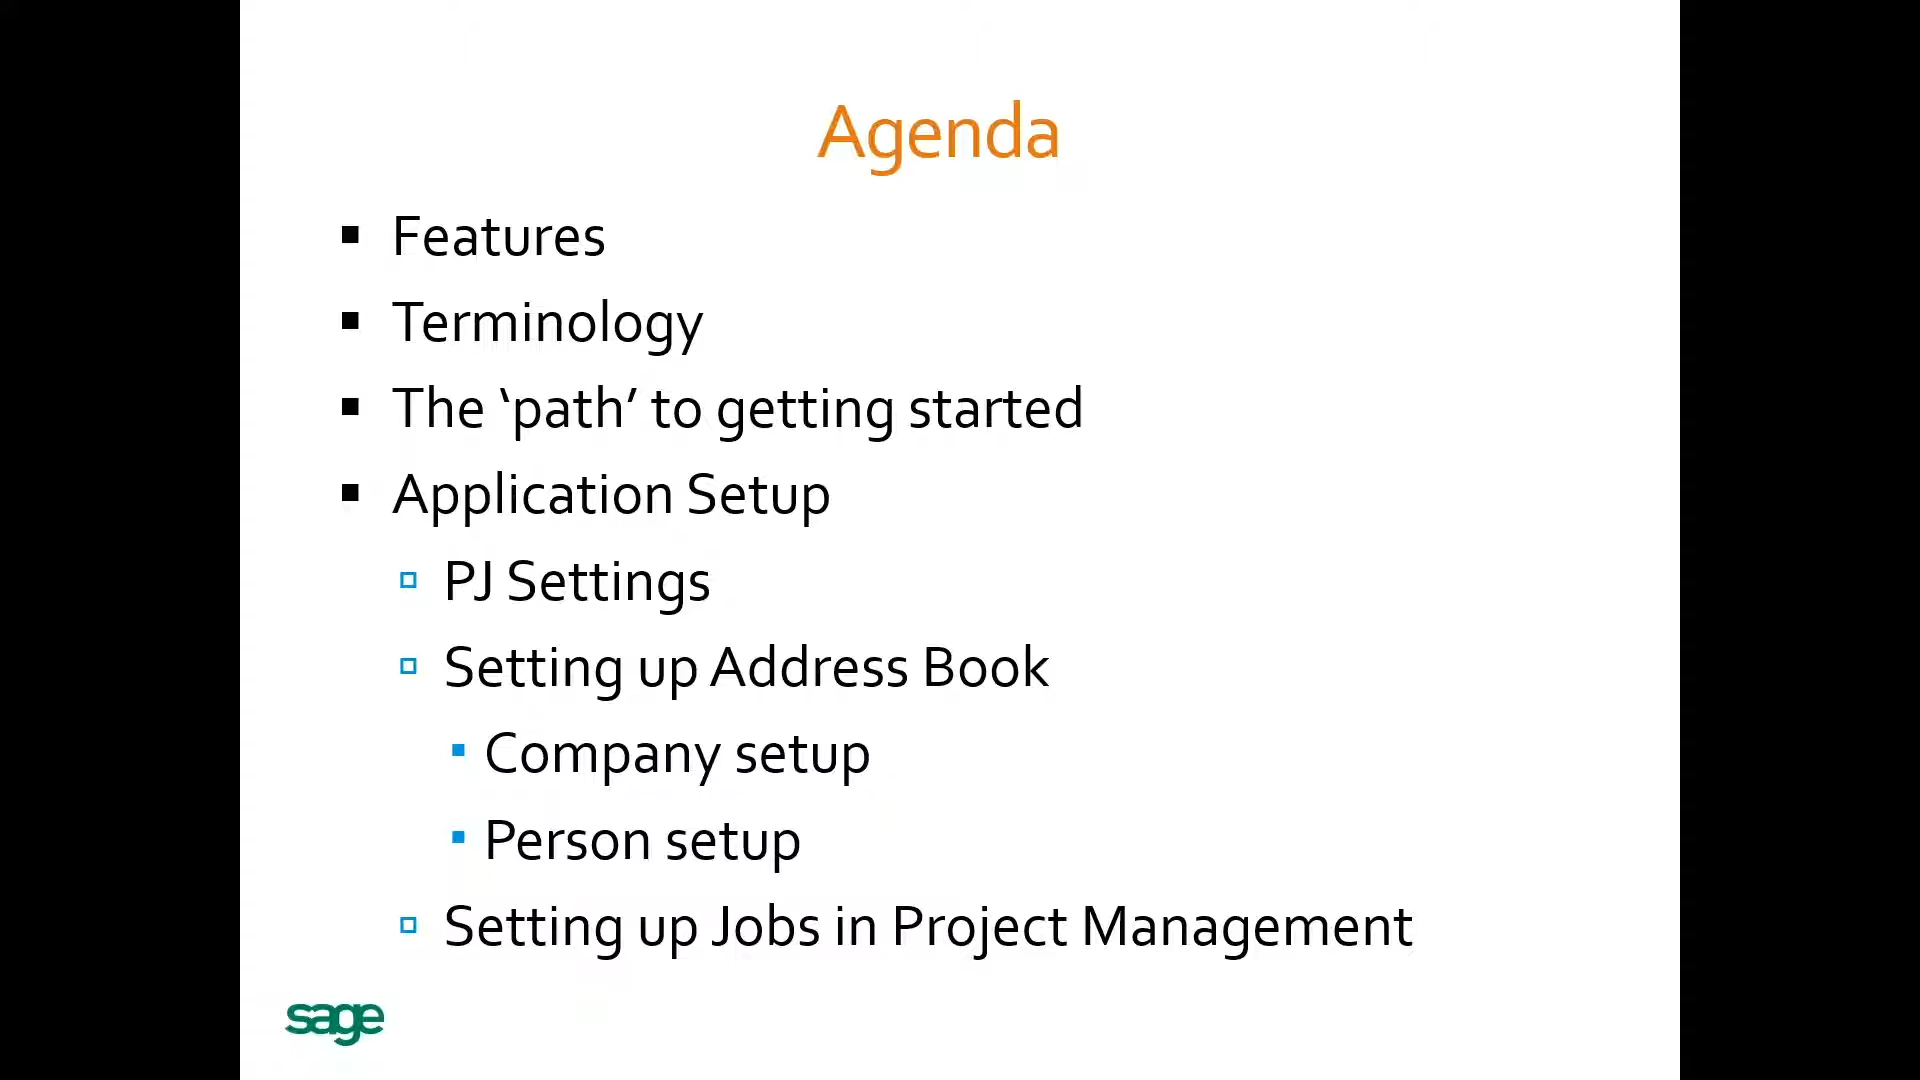 Agenda
Features
Terminology
The ‘path’ to getting started
Application Setup
PJ Settings
Setting up Address Book
Company setup
Person setup
Setting up Jobs in Project Management
sage